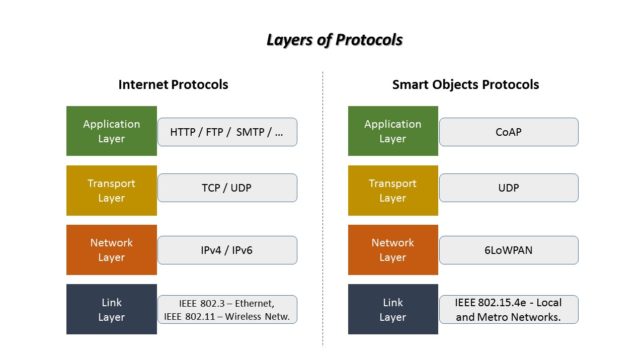 Layers of Protocols
Internet Protocols
Application
Layer
HTTP / FTP / SMTP / ...
Transport
Layer
TCP / UDP
Network
Layer
IPv4 / IPv6
Link
Layer
IEEE 802.3 – Ethernet,
IEEE 802.11 – Wireless Netw.
Smart Objects Protocols
Application
Layer
CoAP
Transport
Layer
UDP
Network
Layer
6LoWPAN
Link
Layer
IEEE 802.15.4e - Local
and Metro Networks.